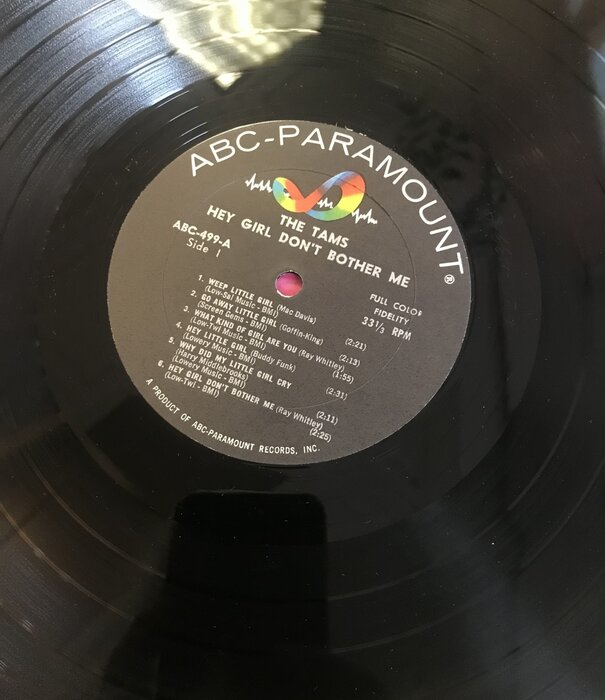 ABC-PARAMOUNT®
THE TAMS
HEY GIRL DON'T BOTHER ME
ABC-499-A
Side 1
FULL COLOR
FIDELITY
33 1/3 RPM
1. WEEP LITTLE GIRL (Mac Davis)
(Low-Sal Music - BMI) (2:21)
2. GO AWAY LITTLE GIRL (Goffin-King)
(Screen Gems - BMI) (2:13)
3. WHAT KIND OF GIRL ARE YOU (Ray Whitley)
(Low-Twi Music - BMI) (1:55)
4. HEY LITTLE GIRL (Buddy Funk)
(Lowery Music - BMI) (2:31)
5. WHY DID MY LITTLE GIRL CRY
(Harry Middlebrooks)
(Lowery Music - BMI) (2:11)
6. HEY GIRL DON'T BOTHER ME (Ray Whitley)
(Low-Twi - BMI) (2:25)
A PRODUCT OF ABC-PARAMOUNT RECORDS, INC.